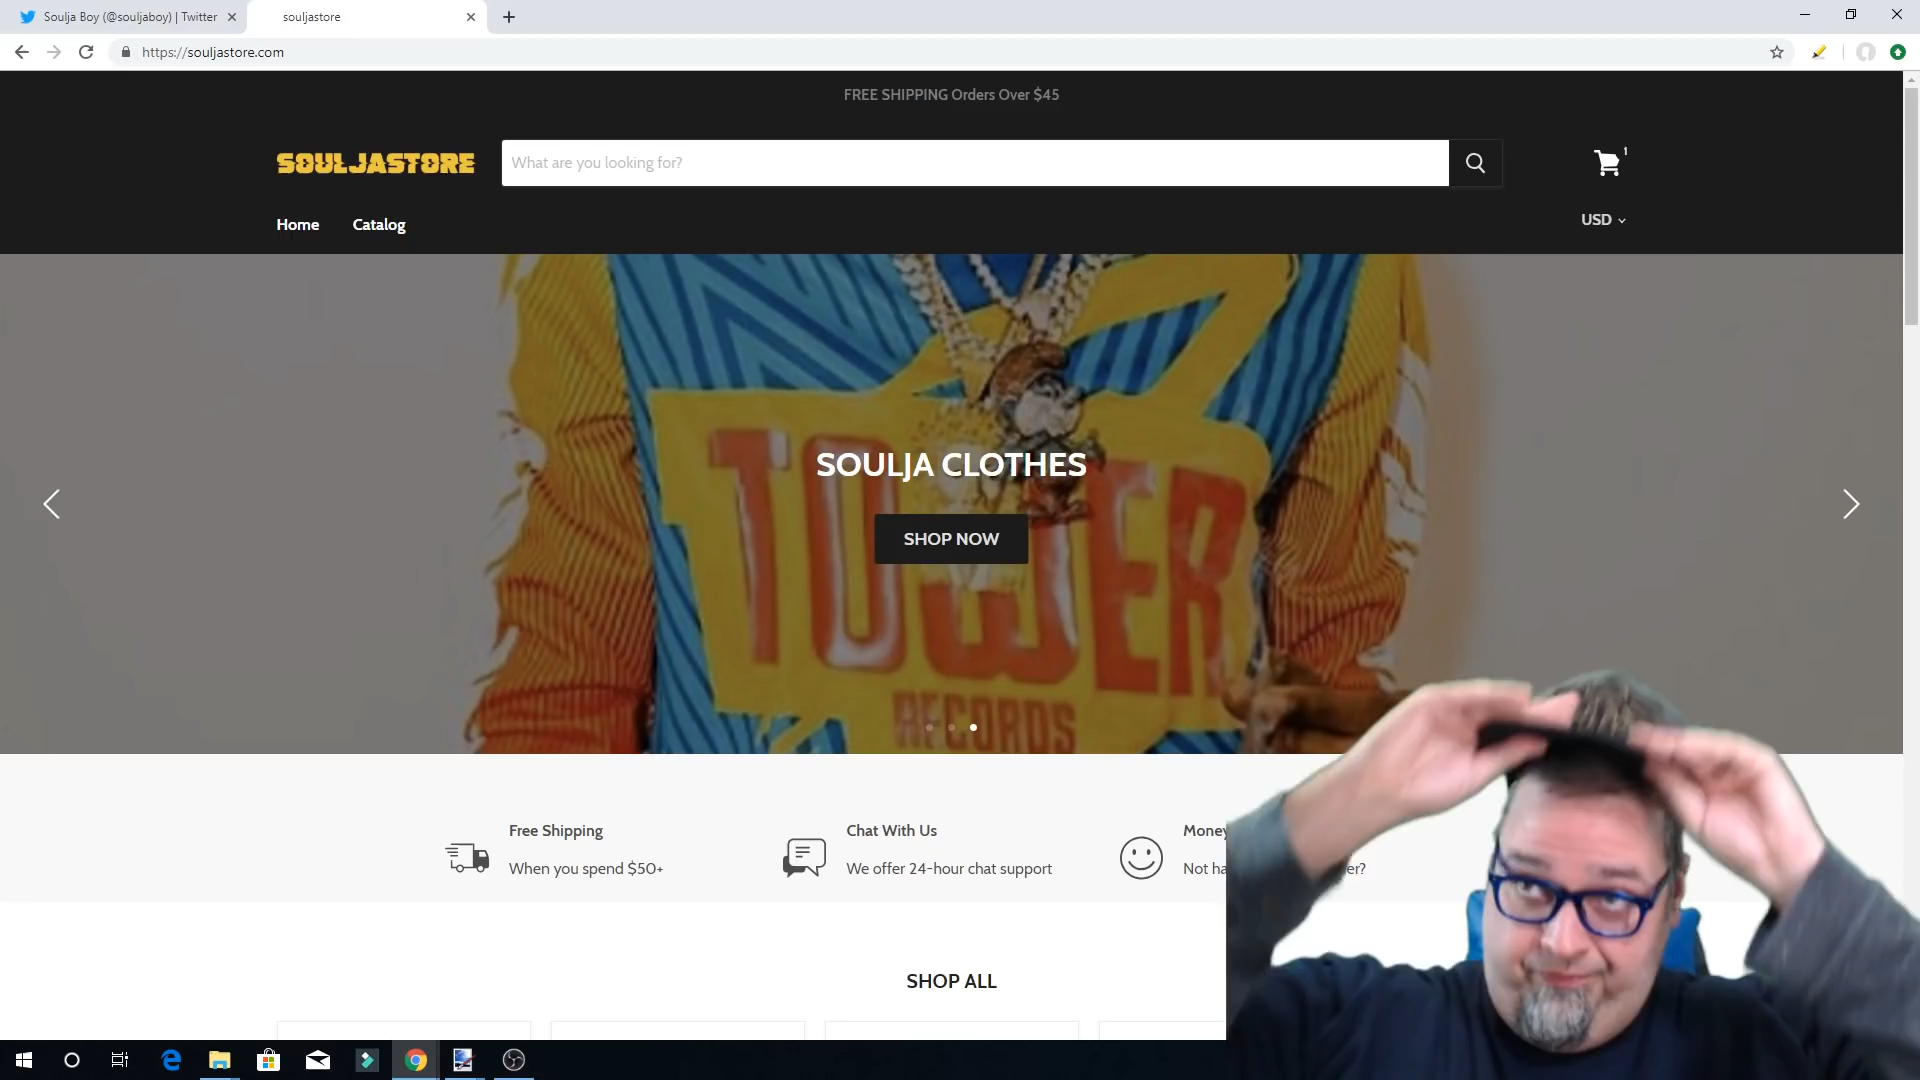 Soulja Boy (@souljaboy) | Twitter
souljastore
https://souljastore.com
FREE SHIPPING Orders Over $45
SOULJASTORE
What are you looking for?
1
Home
Catalog
USD
TOWER
RECORDS
SOULJA CLOTHES
SHOP NOW
Free Shipping
When you spend $50+
Chat With Us
We offer 24-hour chat support
Money
Not ha er?
SHOP ALL